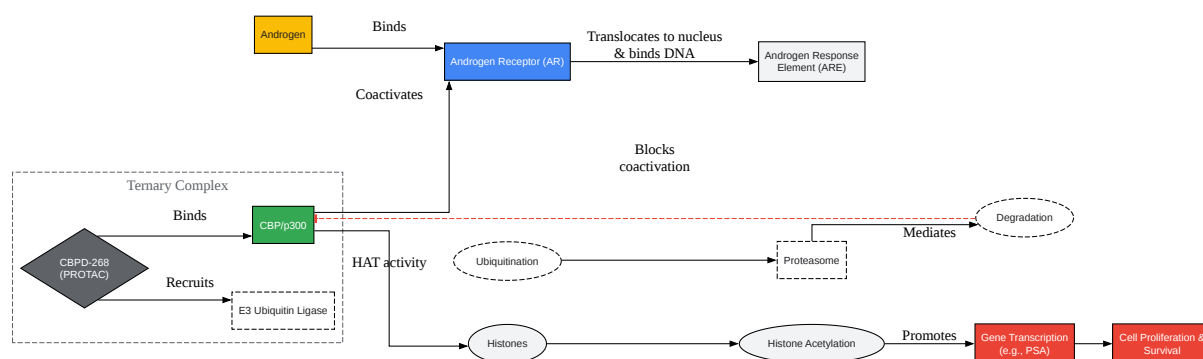 Androgen
Binds
Androgen Receptor (AR)
Translocates to nucleus
& binds DNA
Androgen Response
Element (ARE)
Coactivates
Blocks
coactivation
Ternary Complex
Binds
CBP/p300
CBPD-268
(PROTAC)
Recruits
E3 Ubiquitin Ligase
HAT activity
Ubiquitination
Proteasome
Mediates
Degradation
Histones
Histone Acetylation
Promotes
Gene Transcription
(e.g., PSA)
Cell Proliferation &
Survival